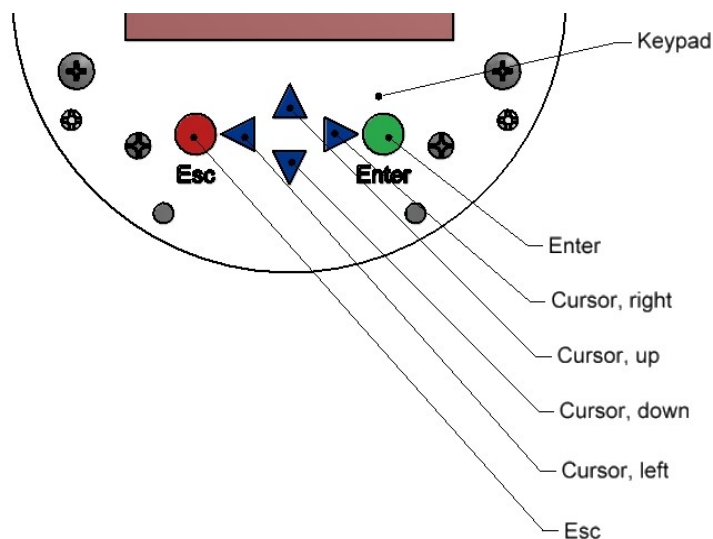 Keypad
Esc
Enter
Enter
Cursor, right
Cursor, up
Cursor, down
Cursor, left
Esc